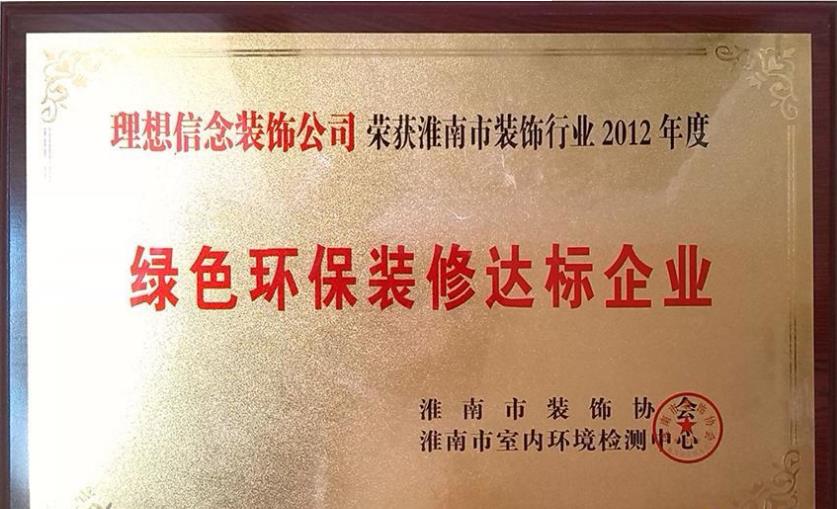 理想信念装饰公司 荣获淮南市装饰行业 2012 年度
绿色环保装修达标企业
淮南市装饰协会
淮南市室内环境检测中心